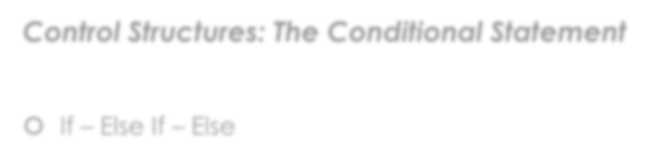 Control Structures: The Conditional Statement
If – Else If – Else